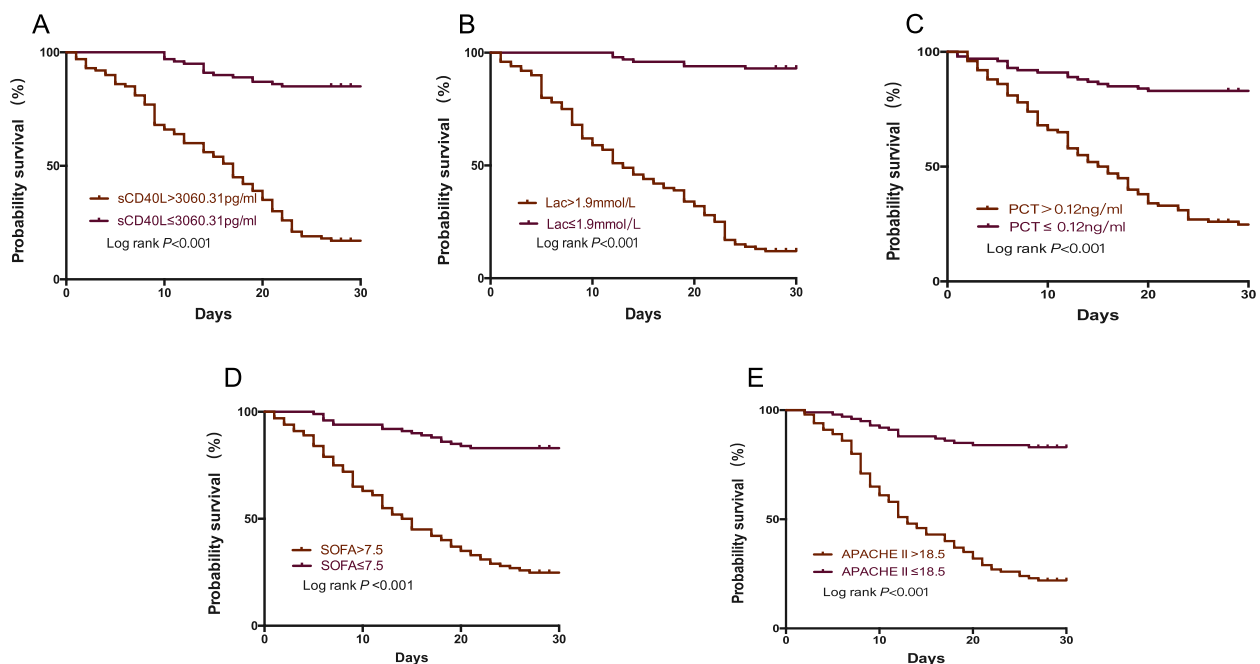 A
Probability survival (%)
100
50
0
sCD40L>3060.31pg/ml
sCD40L≤3060.31pg/ml
Log rank P<0.001
0 10 20 30
Days
B
Probability survival (%)
100
50
0
Lac>1.9mmol/L
Lac≤1.9mmol/L
Log rank P<0.001
0 10 20 30
Days
C
Probability survival (%)
100
50
0
PCT>0.12ng/ml
PCT ≤ 0.12ng/ml
Log rank P<0.001
0 10 20 30
Days
D
Probability survival (%)
100
50
0
SOFA>7.5
SOFA≤7.5
Log rank P <0.001
0 10 20 30
Days
E
Probability survival (%)
100
50
0
APACHE II >18.5
APACHE II ≤18.5
Log rank P<0.001
0 10 20 30
Days